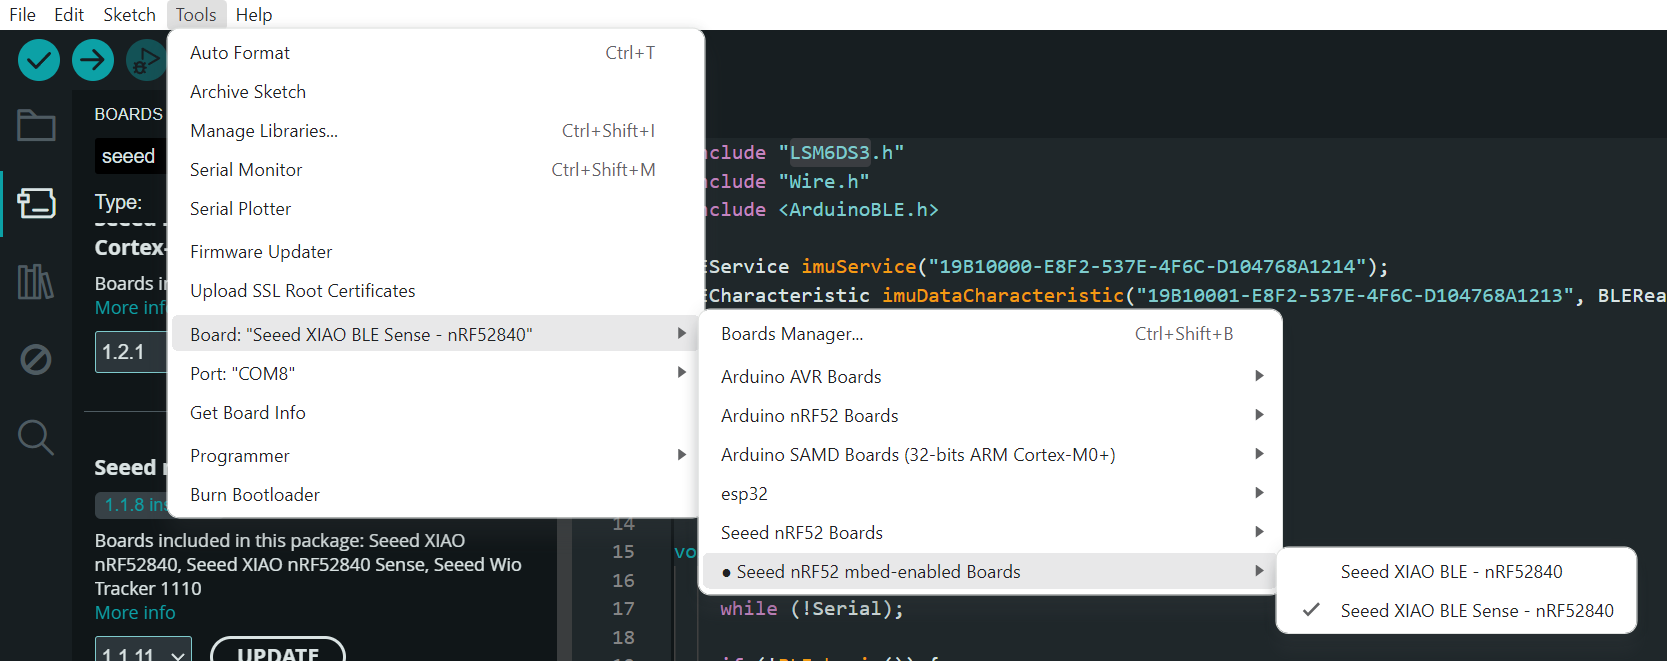 File Edit Sketch Tools Help
Auto Format Ctrl+T
Archive Sketch
Manage Libraries... Ctrl+Shift+I
Serial Monitor Ctrl+Shift+M
Serial Plotter
Firmware Updater
Upload SSL Root Certificates
Board: "Seeed XIAO BLE Sense - nRF52840"
Port: "COM8"
Get Board Info
Programmer
Burn Bootloader
BOARDS
seeed
Type:
Cortex-
Boards in
More inf
1.2.1
Seeed n
1.1.8 ins
Boards included in this package: Seeed XIAO
nRF52840, Seeed XIAO nRF52840 Sense, Seeed Wio
Tracker 1110
More info
1.1.11 UPDATE
Boards Manager... Ctrl+Shift+B
Arduino AVR Boards
Arduino nRF52 Boards
Arduino SAMD Boards (32-bits ARM Cortex-M0+)
esp32
Seeed nRF52 Boards
● Seeed nRF52 mbed-enabled Boards
Seeed XIAO BLE - nRF52840
✓ Seeed XIAO BLE Sense - nRF52840
nclude "LSM6DS3.h"
nclude "Wire.h"
nclude <ArduinoBLE.h>
EService imuService("19B10000-E8F2-537E-4F6C-D104768A1214");
ECharacteristic imuDataCharacteristic("19B10001-E8F2-537E-4F6C-D104768A1213", BLERea
14
15 vo
16
17 while (!Serial);
18